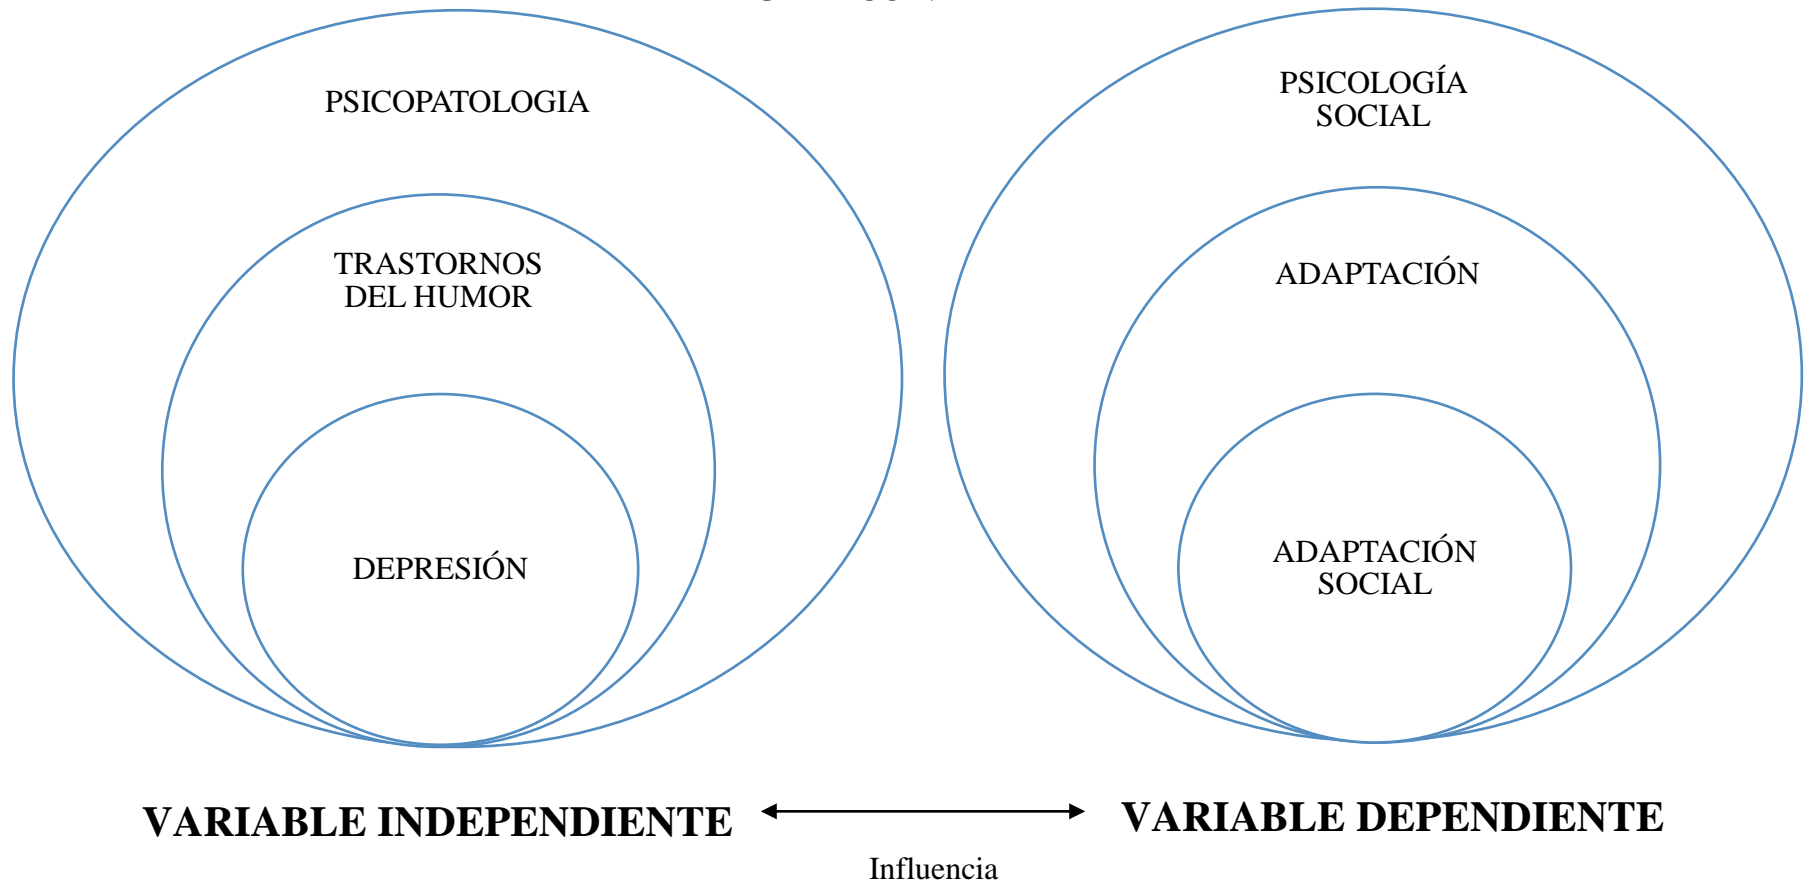 PSICOPATOLOGIA
TRASTORNOS
DEL HUMOR
DEPRESIÓN
PSICOLOGÍA
SOCIAL
ADAPTACIÓN
ADAPTACIÓN
SOCIAL
VARIABLE INDEPENDIENTE
VARIABLE DEPENDIENTE
Influencia